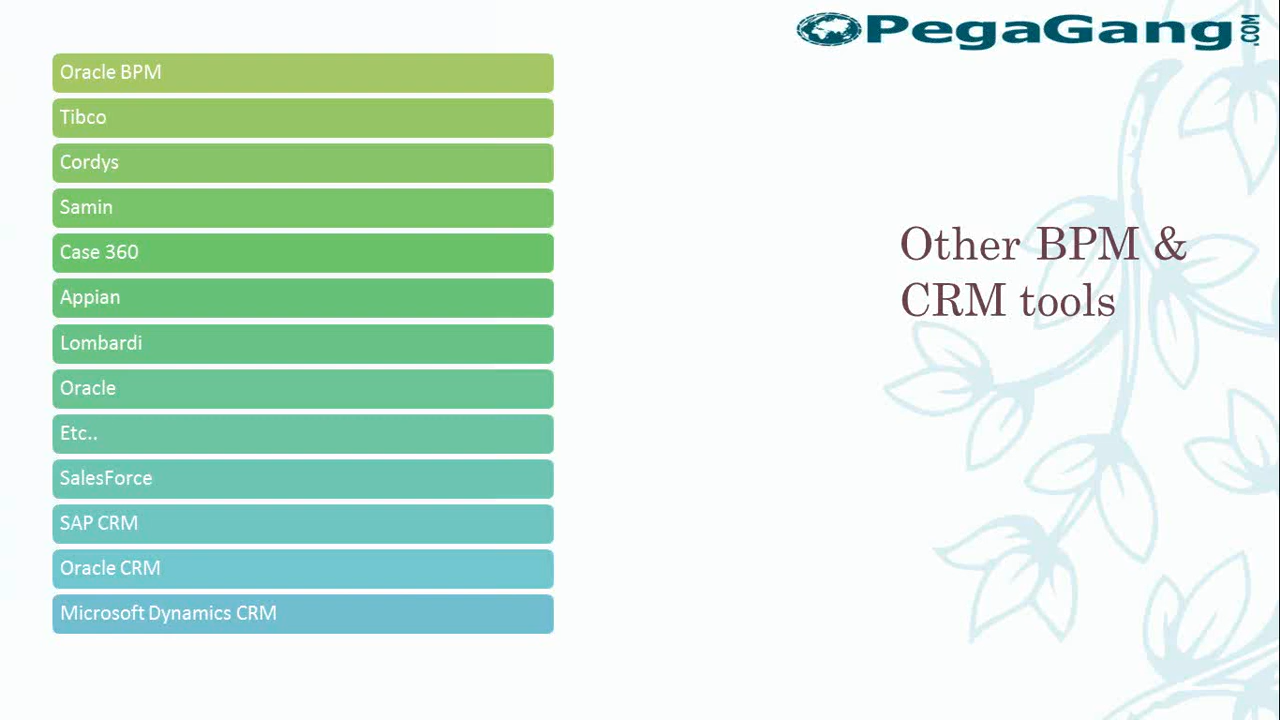 PegaGang.COM
Oracle BPM
Tibco
Cordys
Samin
Case 360
Appian
Lombardi
Oracle
Etc..
SalesForce
SAP CRM
Oracle CRM
Microsoft Dynamics CRM
Other BPM &
CRM tools